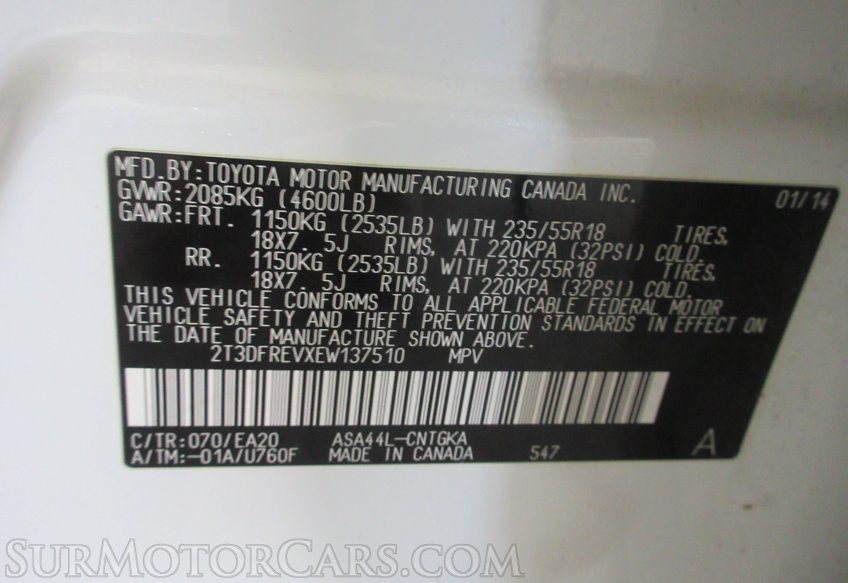 MFD. BY: TOYOTA MOTOR MANUFACTURING CANADA INC. 01/14
GVWR: 2085KG (4600LB)
GAWR: FRT. 1150KG (2535LB) WITH 235/55R18 TIRES,
18X7. 5J RIMS, AT 220KPA (32PSI) COLD.
RR. 1150KG (2535LB) WITH 235/55R18 TIRES,
18X7. 5J RIMS, AT 220KPA (32PSI) COLD.
THIS VEHICLE CONFORMS TO ALL APPLICABLE FEDERAL MOTOR
VEHICLE SAFETY AND THEFT PREVENTION STANDARDS IN EFFECT ON
THE DATE OF MANUFACTURE SHOWN ABOVE.
2T3DFREVXEW137510 MPV
C/TR: 070/EA20 ASA44L-CNTGKA A
A/TM: -01A/U760F MADE IN CANADA 547
SURMOTORCARS.COM